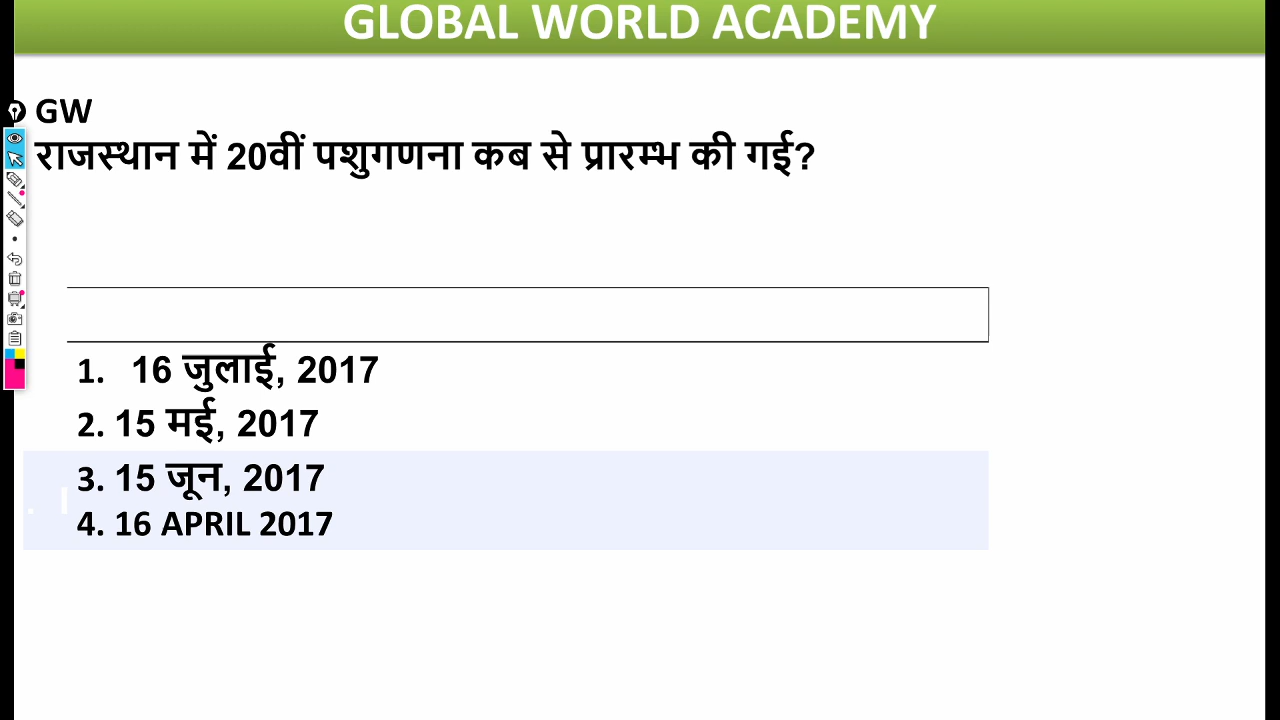 GLOBAL WORLD ACADEMY
GW
राजस्थान में 20वीं पशुगणना कब से प्रारम्भ की गई?
1. 16 जुलाई, 2017
2. 15 मई, 2017
3. 15 जून, 2017
4. 16 APRIL 2017